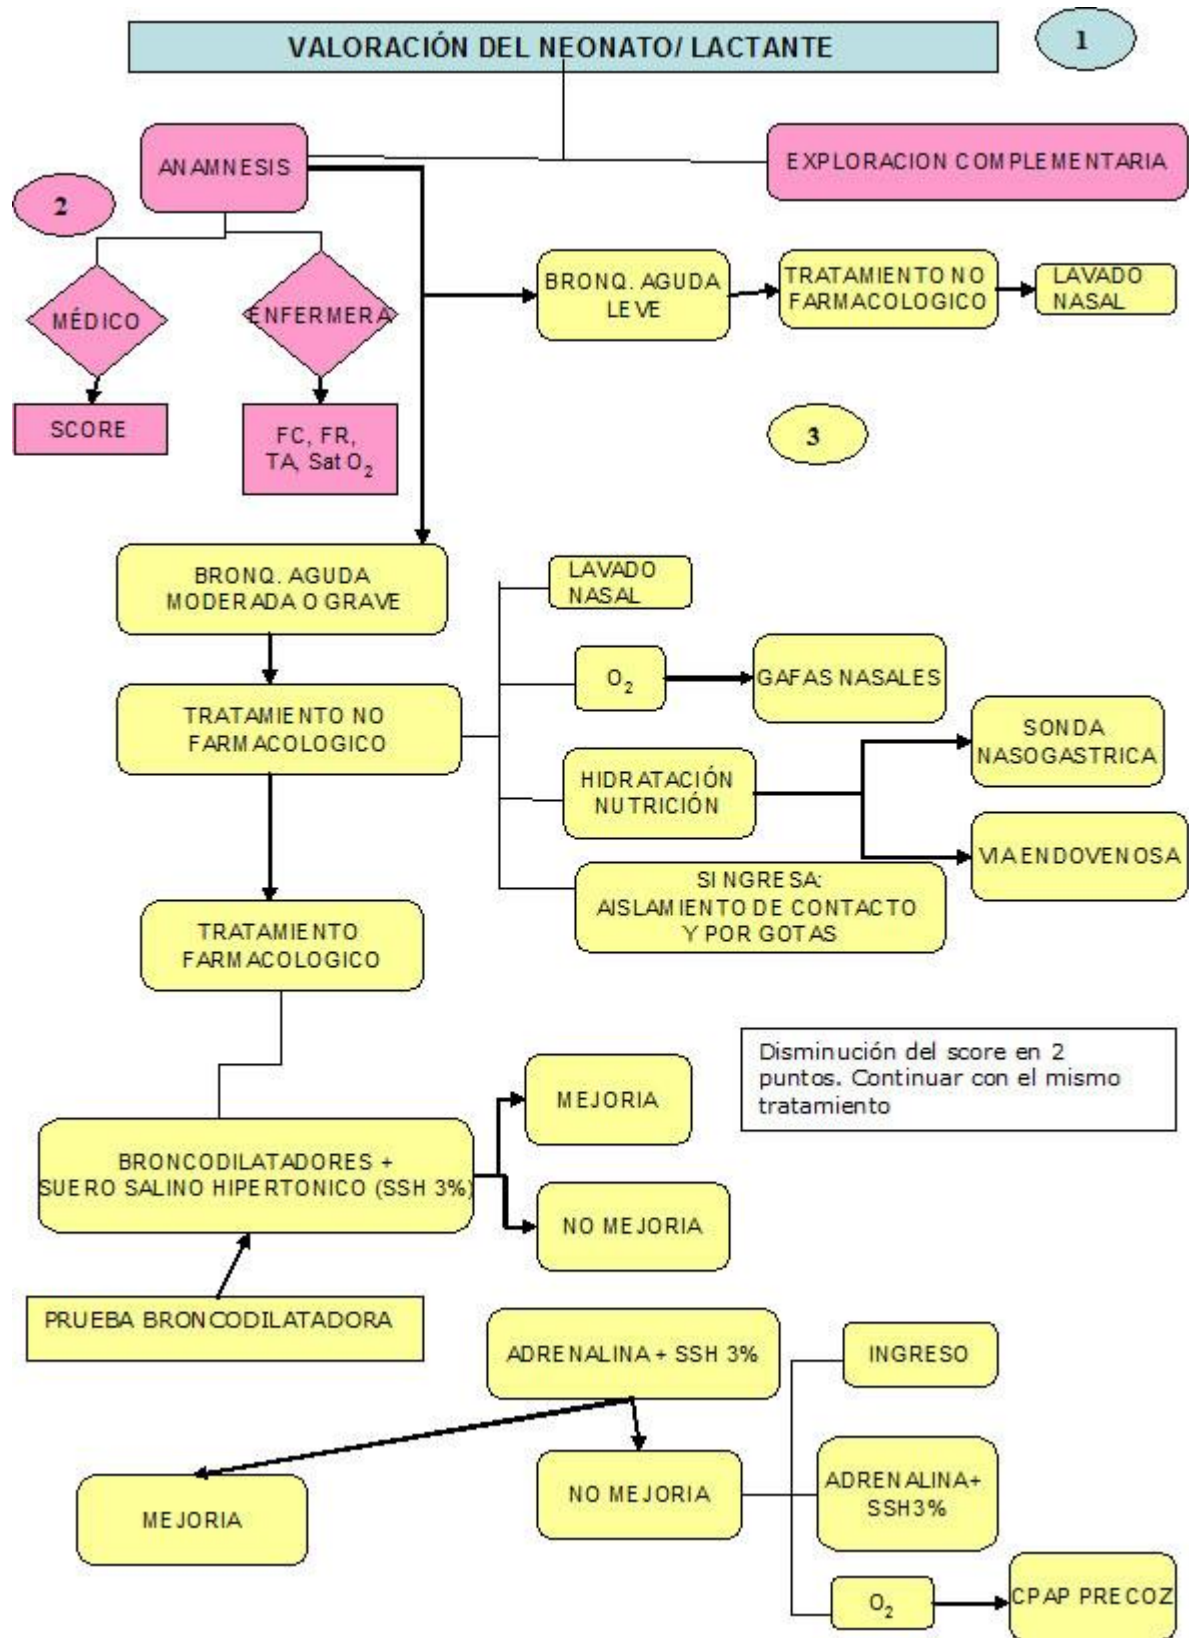 VALORACIÓN DEL NEONATO/ LACTANTE
1
ANAMNESIS
EXPLORACION COMPLEMENTARIA
2
MÉDICO
ENFERMERA
SCORE
FC, FR,
TA, Sat O₂
BRONQ. AGUDA
LEVE
TRATAMIENTO NO
FARMACOLOGICO
LAVADO
NASAL
3
BRONQ. AGUDA
MODERADA O GRAVE
TRATAMIENTO NO
FARMACOLOGICO
LAVADO
NASAL
O₂
GAFAS NASALES
HIDRATACIÓN
NUTRICIÓN
SONDA
NASOGASTRICA
VIA ENDOVENOSA
SI INGRESA:
AISLAMIENTO DE CONTACTO
Y POR GOTAS
TRATAMIENTO
FARMACOLOGICO
Disminución del score en 2
puntos. Continuar con el mismo
tratamiento
BRONCODILATADORES +
SUERO SALINO HIPERTONICO (SSH 3%)
MEJORIA
NO MEJORIA
PRUEBA BRONCODILATADORA
ADRENALINA + SSH 3%
INGRESO
MEJORIA
NO MEJORIA
ADRENALINA+
SSH3%
O₂
CPAP PRECOZ